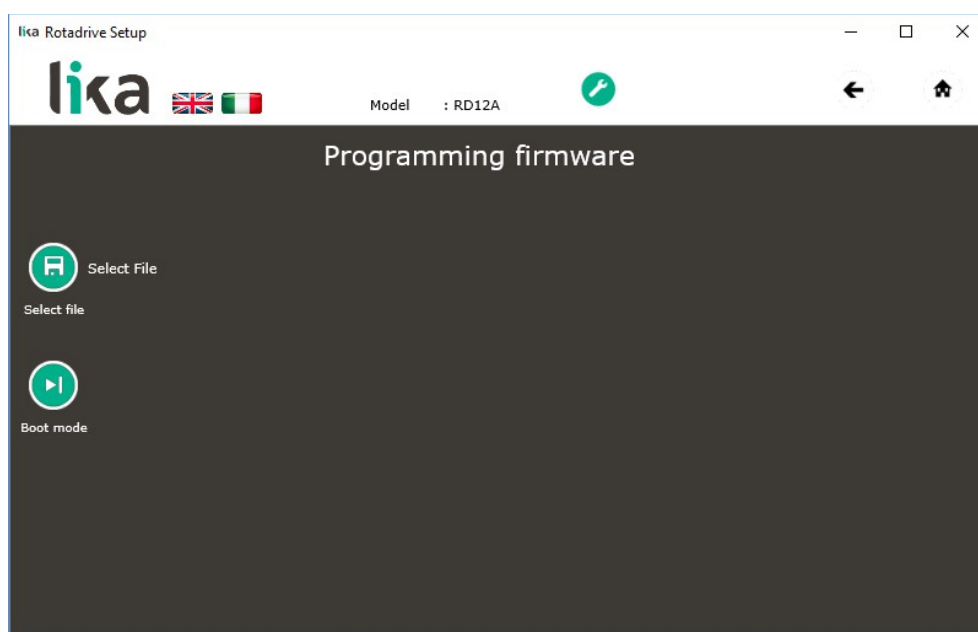 lika Rotadrive Setup
lika
Model : RD12A
Programming firmware
Select File
Select file
Boot mode